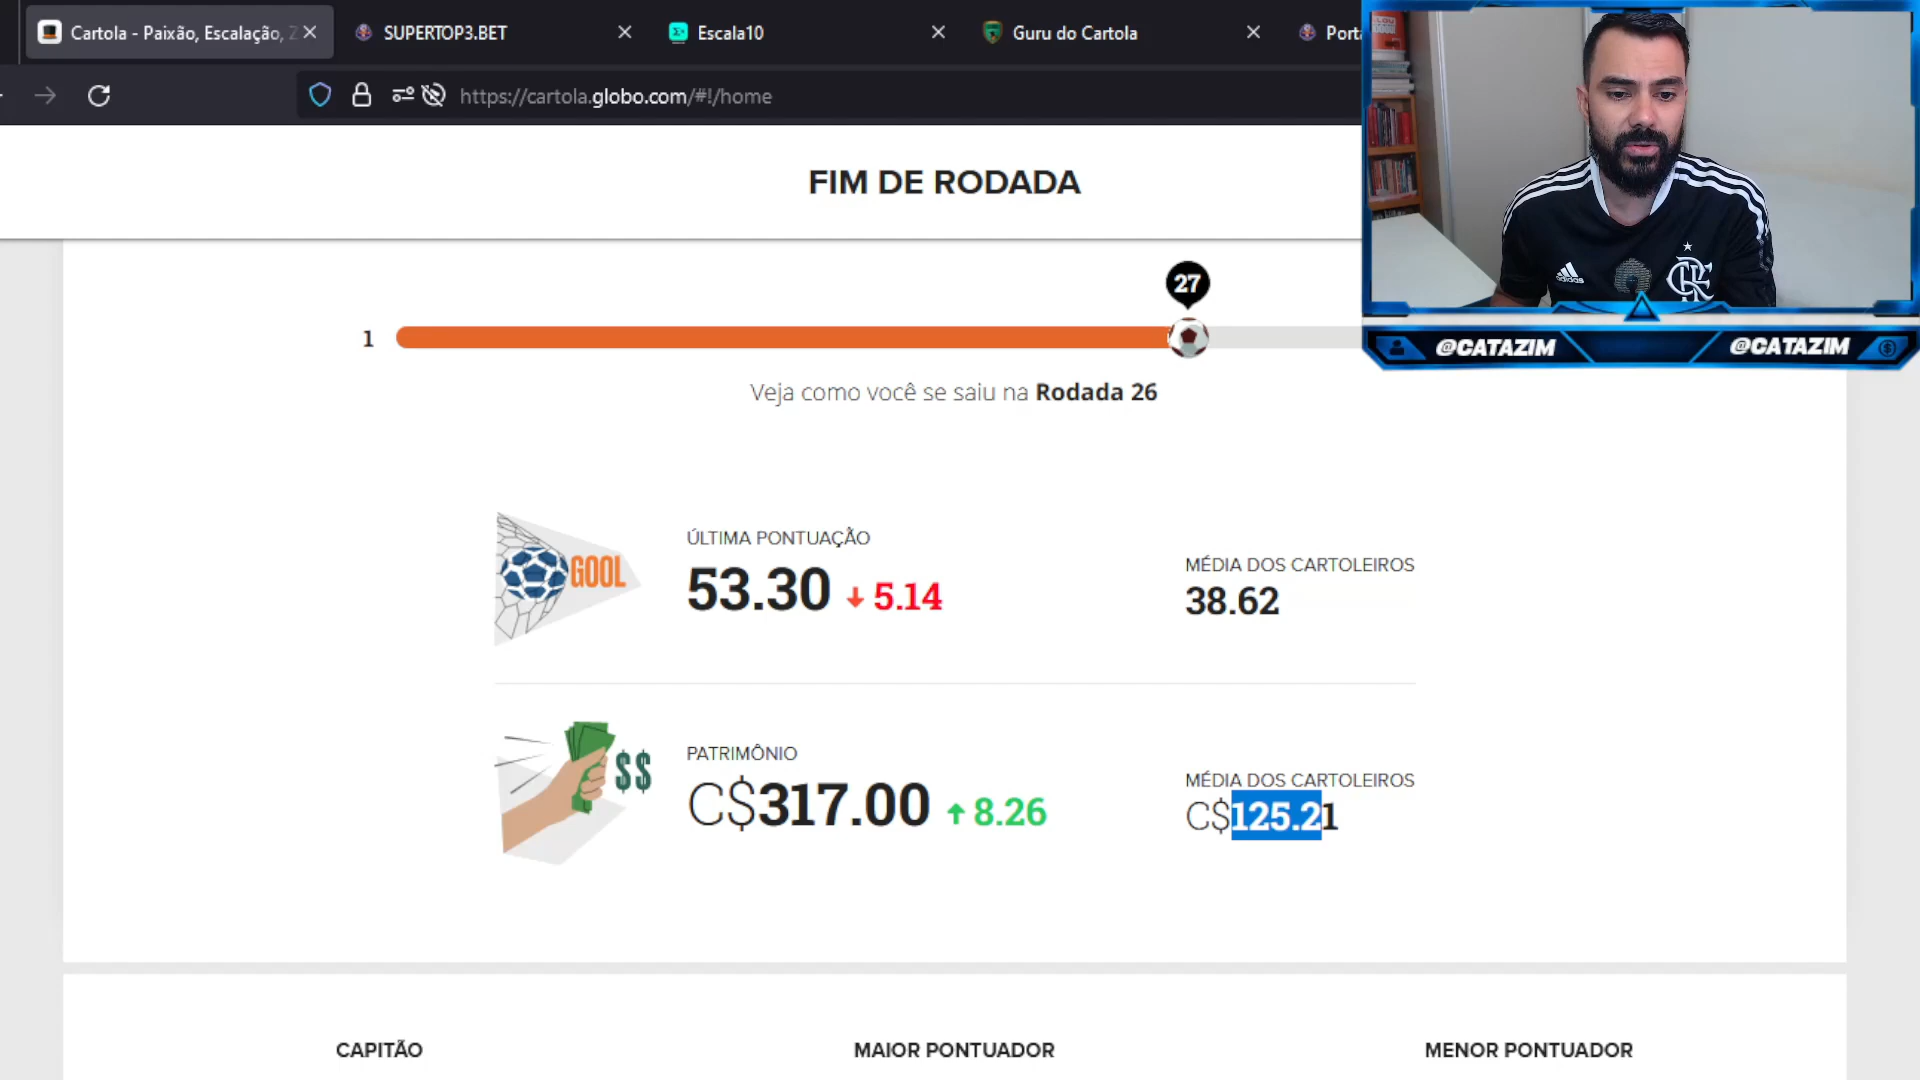 Cartola - Paixão, Escalação,
SUPERTOP3.BET
Escala10
Guru do Cartola
https://cartola.globo.com/#!/home
FIM DE RODADA
27
1
Veja como você se saiu na Rodada 26
GOOL
ÚLTIMA PONTUAÇÃO
53.30 5.14
MÉDIA DOS CARTOLEIROS
38.62
$$
PATRIMÔNIO
C$317.00 8.26
MÉDIA DOS CARTOLEIROS
C$125.21
CAPITÃO
MAIOR PONTUADOR
MENOR PONTUADOR
adidas
@CATAZIM
@CATAZIM